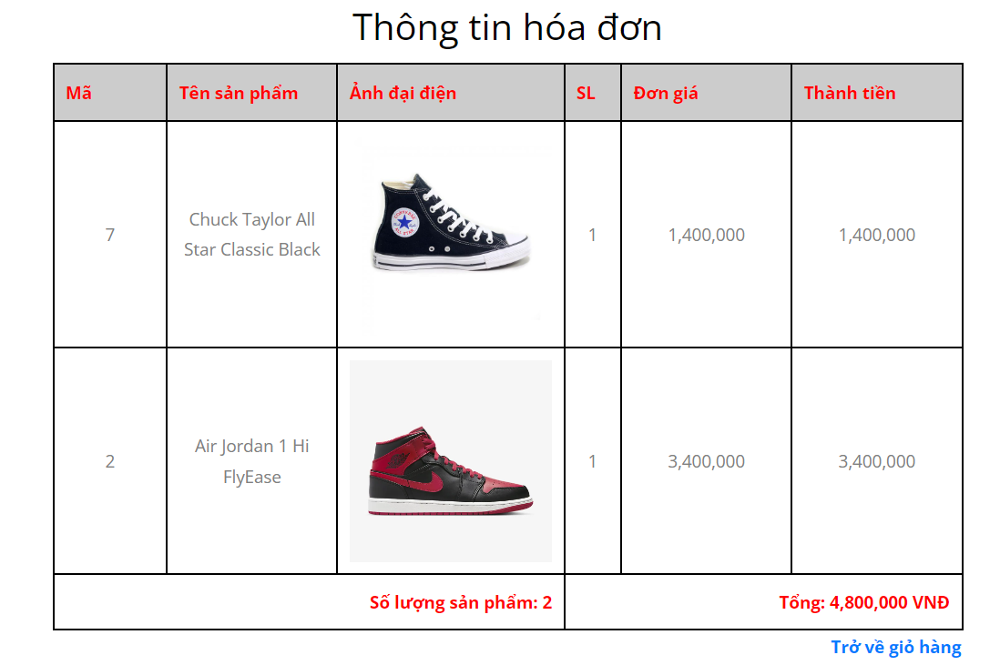 Thông tin hóa đơn
Mã Tên sản phẩm Ảnh đại điện SL Đơn giá Thành tiền
7 Chuck Taylor All Star Classic Black 1 1,400,000 1,400,000
CONVERSE
ALL STAR
2 Air Jordan 1 Hi FlyEase 1 3,400,000 3,400,000
Số lượng sản phẩm: 2 Tổng: 4,800,000 VNĐ
Trở về giỏ hàng